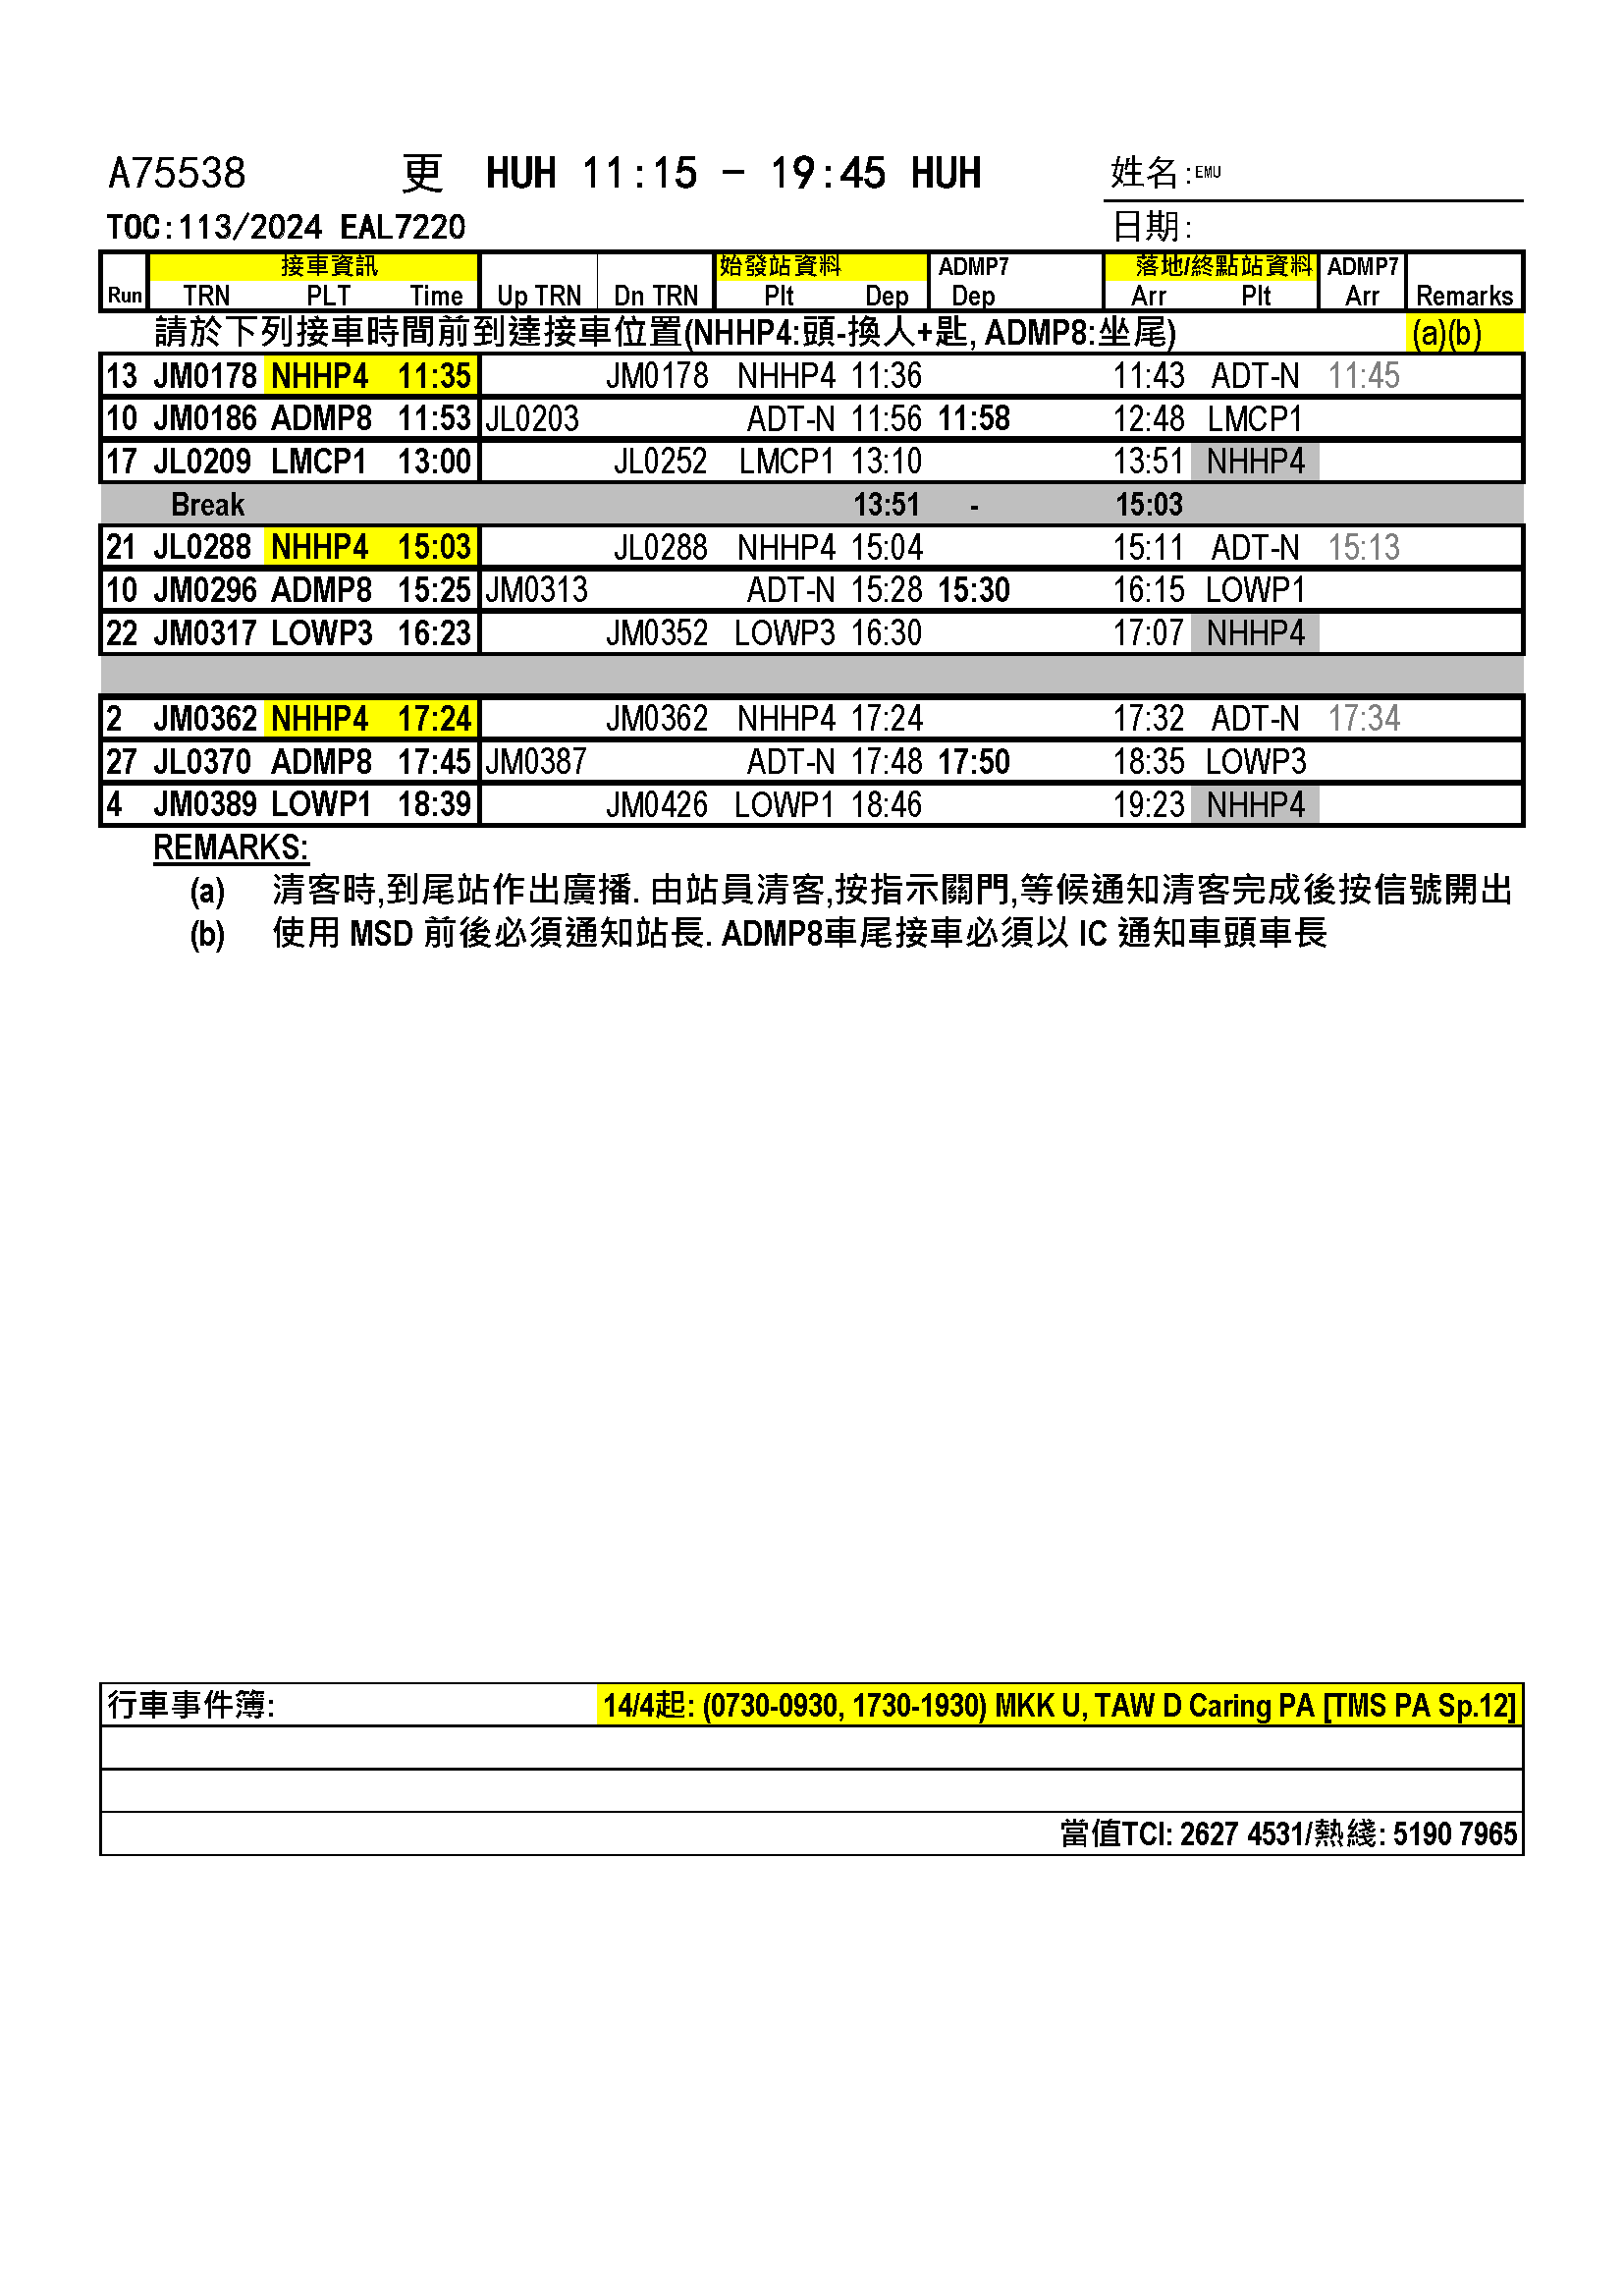 A75538 更 HUH 11:15 - 19:45 HUH 姓名:EMU
TOC:113/2024 EAL7220 日期:
接車資訊 始發站資料 ADMP7 落地/終點站資料 ADMP7
Run TRN PLT Time Up TRN Dn TRN Plt Dep Dep Arr Plt Arr Remarks
請於下列接車時間前到達接車位置(NHHP4:頭-換人+匙, ADMP8:坐尾) (a)(b)
13 JM0178 NHHP4 11:35 JM0178 NHHP4 11:36 11:43 ADT-N 11:45
10 JM0186 ADMP8 11:53 JL0203 ADT-N 11:56 11:58 12:48 LMCP1
17 JL0209 LMCP1 13:00 JL0252 LMCP1 13:10 13:51 NHHP4
Break 13:51 - 15:03
21 JL0288 NHHP4 15:03 JL0288 NHHP4 15:04 15:11 ADT-N 15:13
10 JM0296 ADMP8 15:25 JM0313 ADT-N 15:28 15:30 16:15 LOWP1
22 JM0317 LOWP3 16:23 JM0352 LOWP3 16:30 17:07 NHHP4
2 JM0362 NHHP4 17:24 JM0362 NHHP4 17:24 17:32 ADT-N 17:34
27 JL0370 ADMP8 17:45 JM0387 ADT-N 17:48 17:50 18:35 LOWP3
4 JM0389 LOWP1 18:39 JM0426 LOWP1 18:46 19:23 NHHP4
REMARKS:
(a) 清客時,到尾站作出廣播. 由站員清客,按指示關門,等候通知清客完成後按信號開出
(b) 使用 MSD 前後必須通知站長. ADMP8車尾接車必須以 IC 通知車頭車長
行車事件簿: 14/4起: (0730-0930, 1730-1930) MKK U, TAW D Caring PA [TMS PA Sp.12]
當值TCI: 2627 4531/熱綫: 5190 7965